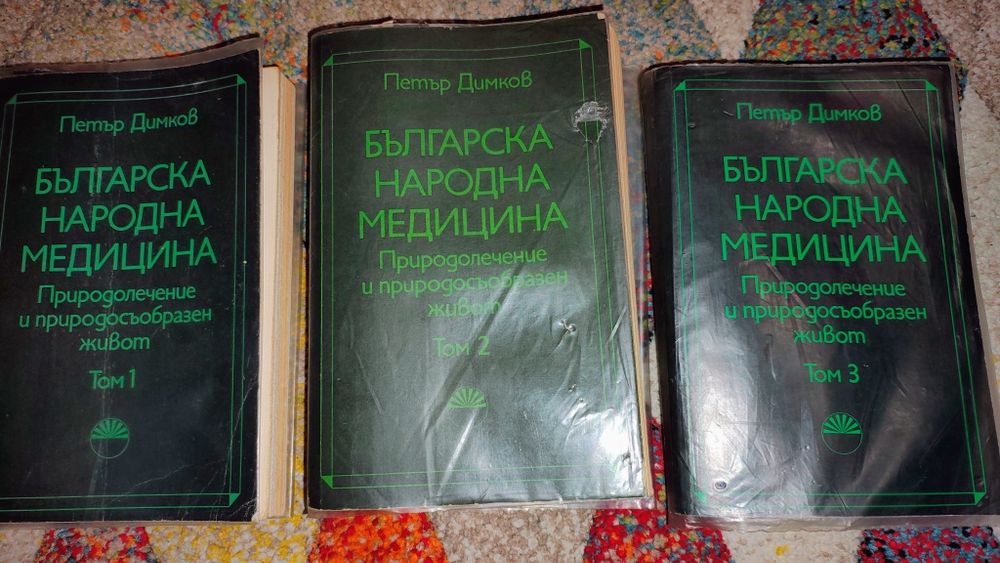 Петър Димков
БЪЛГАРСКА
НАРОДНА
МЕДИЦИНА
Природолечение
и природосъобразен
живот
Том 1
Петър Димков
БЪЛГАРСКА
НАРОДНА
МЕДИЦИНА
Природолечение
и природосъобразен
живот
Том 2
Петър Димков
БЪЛГАРСКА
НАРОДНА
МЕДИЦИНА
Природолечение
и природосъобразен
живот
Том 3